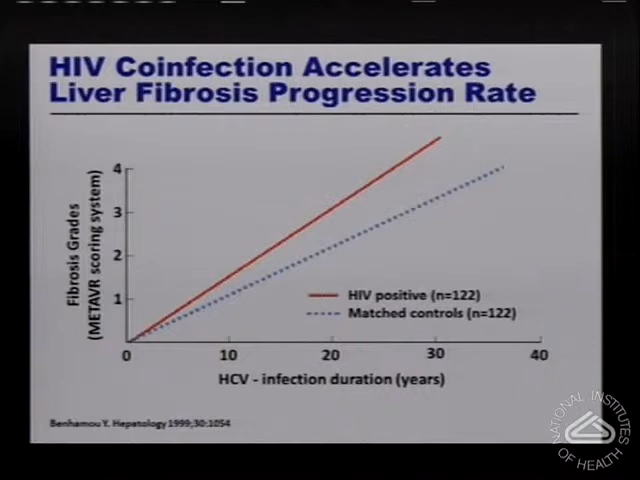 HIV Coinfection Accelerates
Liver Fibrosis Progression Rate
Fibrosis Grades
(METAVR scoring system)
4
3
2
1
0
10
20
30
40
HIV positive (n=122)
Matched controls (n=122)
HCV - infection duration (years)
Benhamou Y. Hepatology 1999;30:1054
NATIONAL INSTITUTES
OF HEALTH